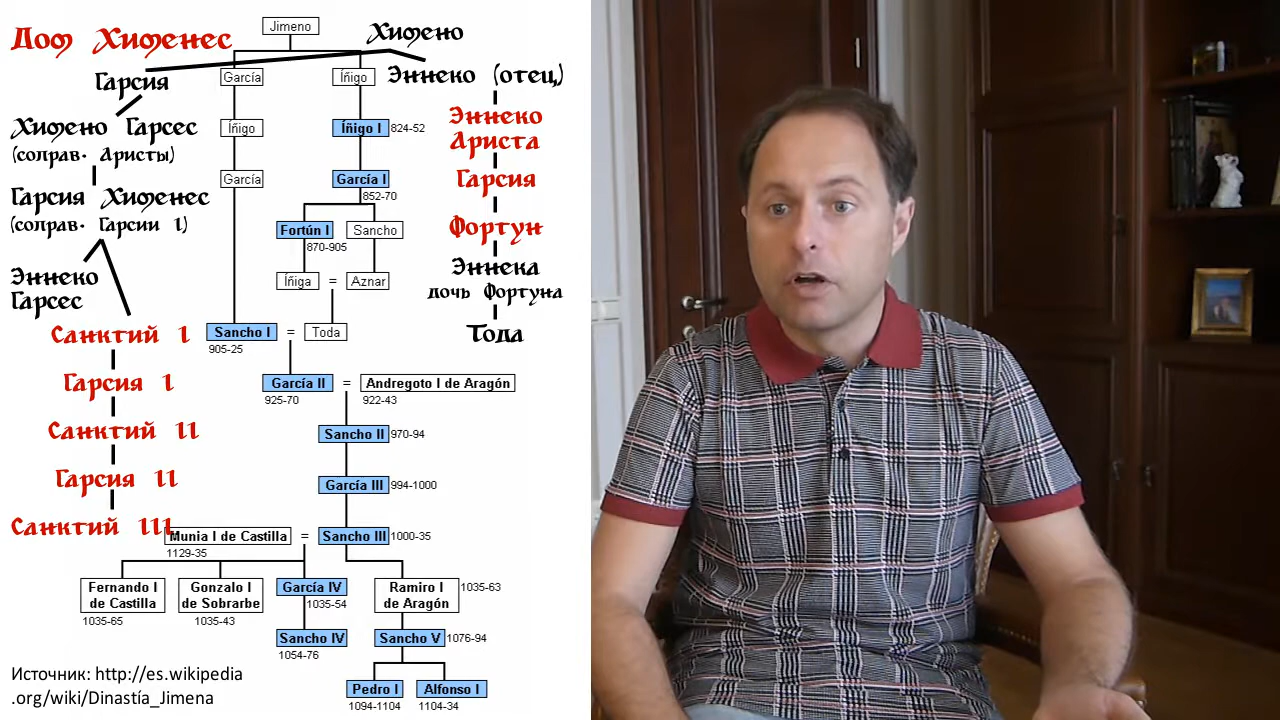 Дом Хименес
Jimeno
Хименo
Гарсия
García
Íñigo
Эннеко (отец)
Хименo Гарсес
(соправ. Аристы)
Íñigo
Íñigo I
824-52
Эннеко
Ариста
Гарсия Хименес
(соправ. Гарсии I)
García
García I
852-70
Гарсия
Fortún I
870-905
Sancho
Фортун
Эннеко
Гарсес
Íñiga
=
Aznar
Эннека
дочь Фортуна
Санктий I
Sancho I
905-25
=
Toda
Тода
Гарсия I
García II
925-70
=
Andregoto I de Aragón
922-43
Санктий II
Sancho II
970-94
Гарсия II
García III
994-1000
Санктий III
Munia I de Castilla
1129-35
=
Sancho III
1000-35
Fernando I
de Castilla
1035-65
Gonzalo I
de Sobrarbe
1035-43
García IV
1035-54
Ramiro I
de Aragón
1035-63
Sancho IV
1054-76
Sancho V
1076-94
Источник: http://es.wikipedia
.org/wiki/Dinastía_Jimena
Pedro I
1094-1104
Alfonso I
1104-34